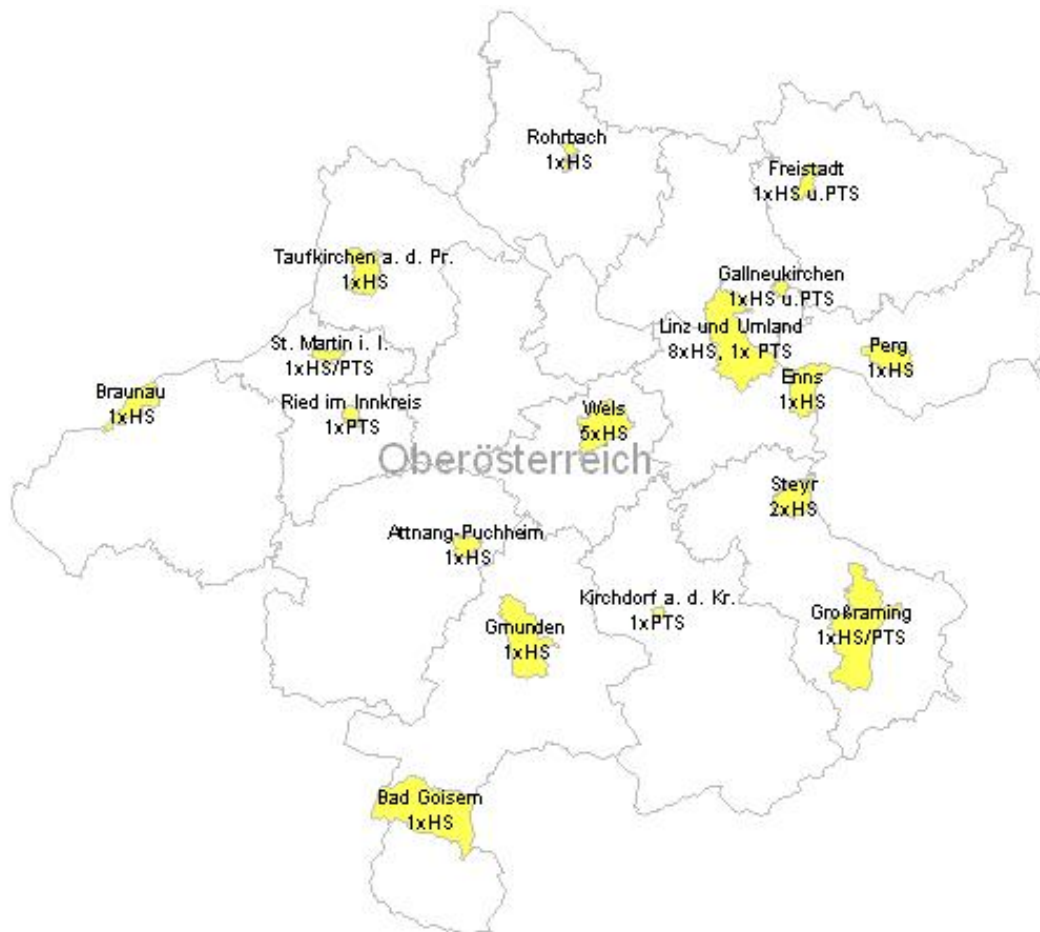 Rohrbach
1xHS
Freistadt
1xHS u.PTS
Taufkirchen a. d. Pr.
1xHS
Gallneukirchen
1xHS u.PTS
Linz und Umland
8xHS, 1x PTS
St. Martin i. I.
1xHS/PTS
Perg
1xHS
Enns
1xHS
Braunau
1xHS
Ried im Innkreis
1xPTS
Wels
5xHS
Oberösterreich
Steyr
2xHS
Attnang-Puchheim
1xHS
Kirchdorf a. d. Kr.
1xPTS
Großraming
1xHS/PTS
Gmunden
1xHS
Bad Goisern
1xHS